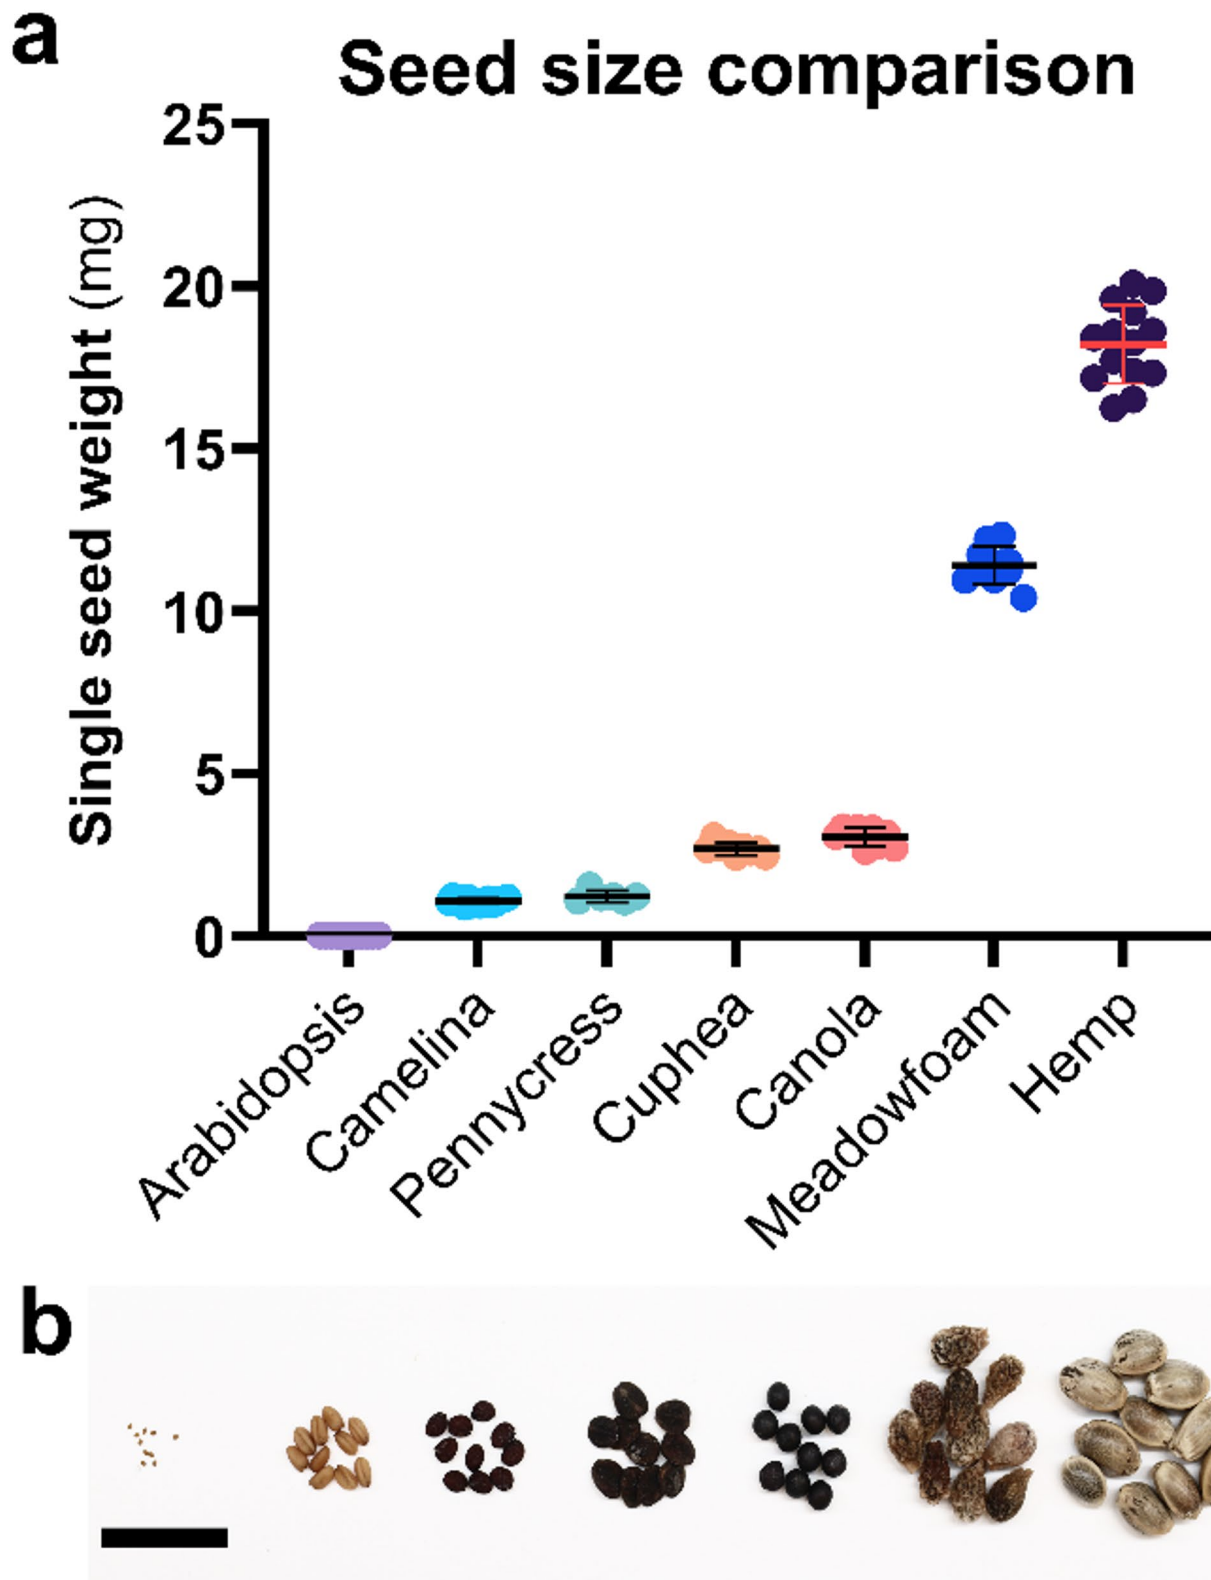 a
Seed size comparison
Single seed weight (mg)
25
20
15
10
5
0
Arabidopsis
Camelina
Pennycress
Cuphea
Canola
Meadowfoam
Hemp
b